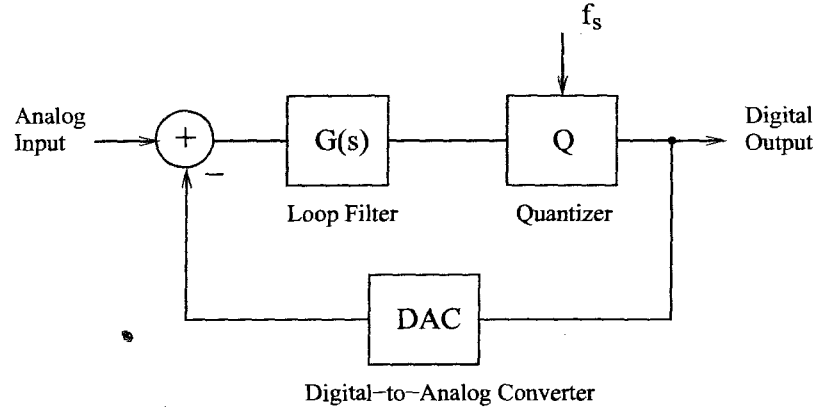 f_s
Analog
Input
+
G(s)
Q
Digital
Output
−
Loop Filter
Quantizer
DAC
Digital−to−Analog Converter